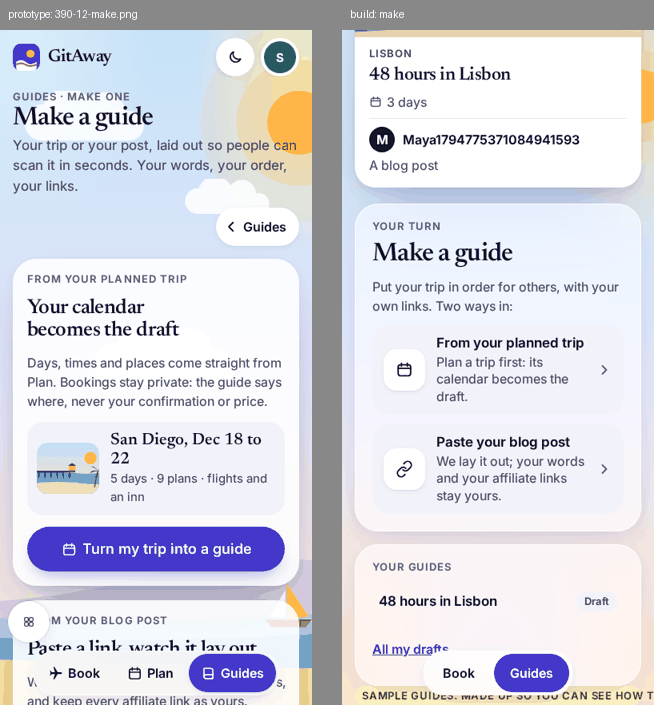 prototype: 390-12-make.png
GitAway
S
GUIDES · MAKE ONE
Make a guide
Your trip or your post, laid out so people can
scan it in seconds. Your words, your order,
your links.
Guides
FROM YOUR PLANNED TRIP
Your calendar
becomes the draft
Days, times and places come straight from
Plan. Bookings stay private: the guide says
where, never your confirmation or price.
San Diego, Dec 18 to
22
5 days · 9 plans · flights and
an inn
Turn my trip into a guide
M YOUR BLOG POST
Paste a link, watch it lay out
Book
Plan
Guides
and keep every affiliate link as yours.
build: make
LISBON
48 hours in Lisbon
3 days
M
Maya1794775371084941593
A blog post
YOUR TURN
Make a guide
Put your trip in order for others, with your
own links. Two ways in:
From your planned trip
Plan a trip first: its
calendar becomes the
draft.
Paste your blog post
We lay it out; your words
and your affiliate links
stay yours.
YOUR GUIDES
48 hours in Lisbon
Draft
All my drafts
Book
Guides
SAMPLE GUIDES: MADE UP SO YOU CAN SEE HOW T